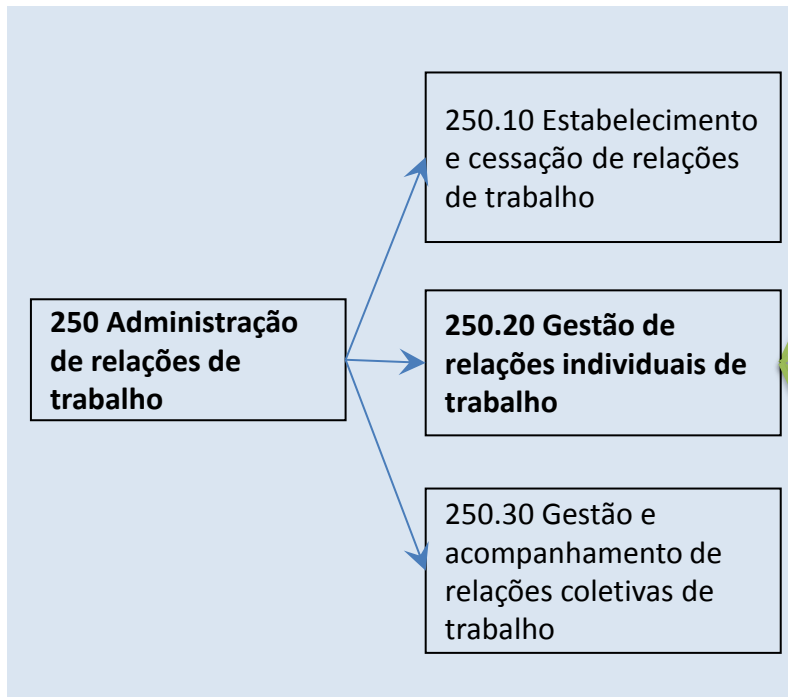 250.10 Estabelecimento
e cessação de relações
de trabalho
250 Administração
de relações de
trabalho
250.20 Gestão de
relações individuais de
trabalho
250.30 Gestão e
acompanhamento de
relações coletivas de
trabalho